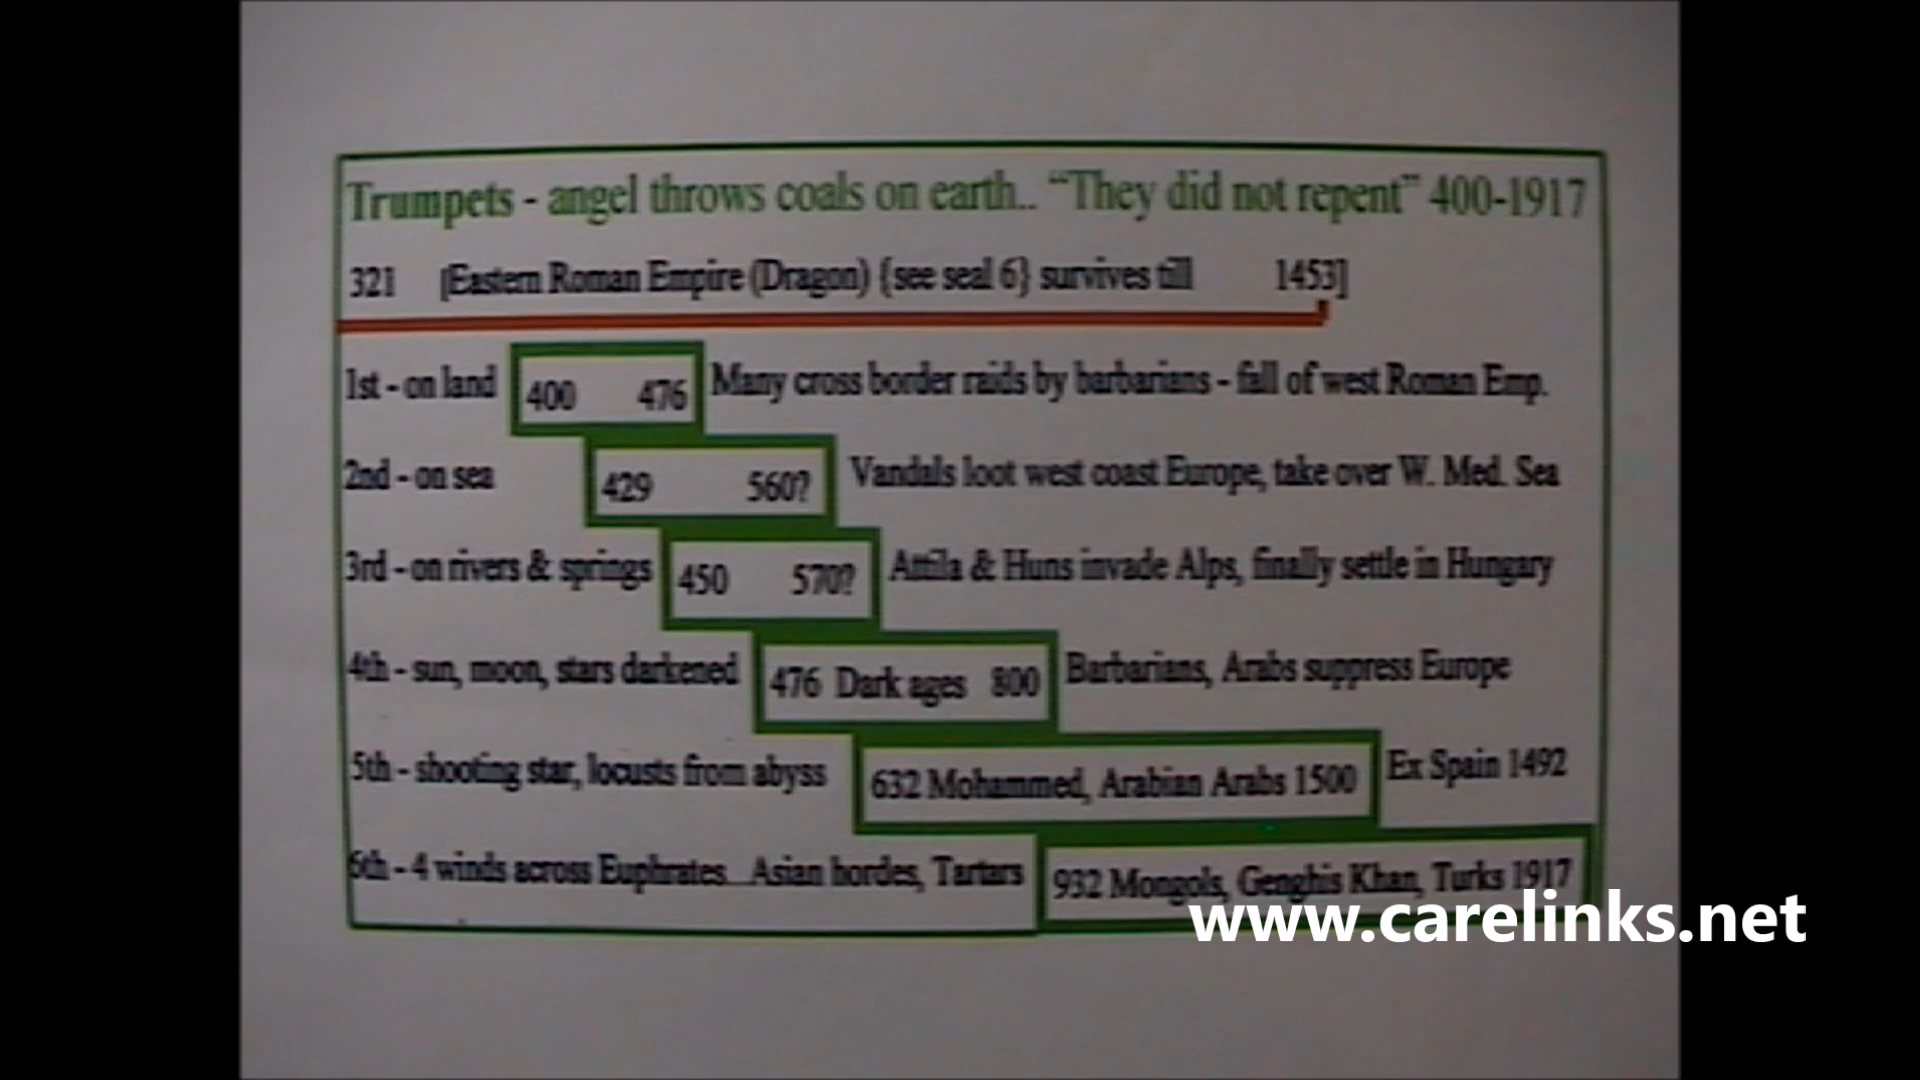 Trumpets - angel throws coals on earth.. “They did not repent” 400-1917
321 [Eastern Roman Empire (Dragon) {see seal 6} survives till 1453]
1st - on land 400 476 Many cross border raids by barbarians - fall of west Roman Emp.
2nd - on sea 429 560? Vandals loot west coast Europe, take over W. Med. Sea
3rd - on rivers & springs 450 570? Attila & Huns invade Alps, finally settle in Hungary
4th - sun, moon, stars darkened 476 Dark ages 800 Barbarians, Arabs suppress Europe
5th - shooting star, locusts from abyss 632 Mohammed, Arabian Arabs 1500 Ex Spain 1492
6th - 4 winds across Euphrates...Asian hordes, Tartars 932 Mongols, Genghis Khan, Turks 1917
www.carelinks.net